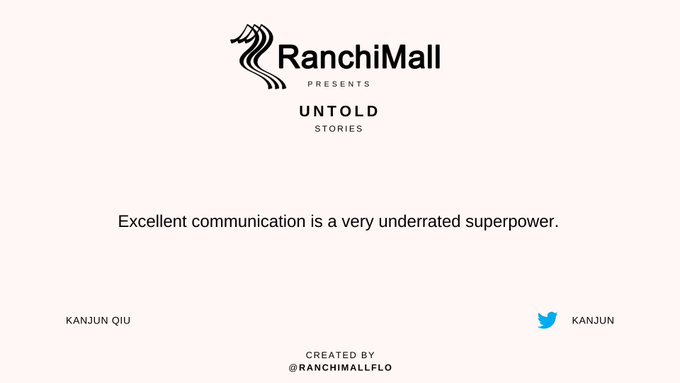 RanchiMall
PRESENTS
UNTOLD
STORIES
Excellent communication is a very underrated superpower.
KANJUN QIU
KANJUN
CREATED BY
@RANCHIMALLFLO